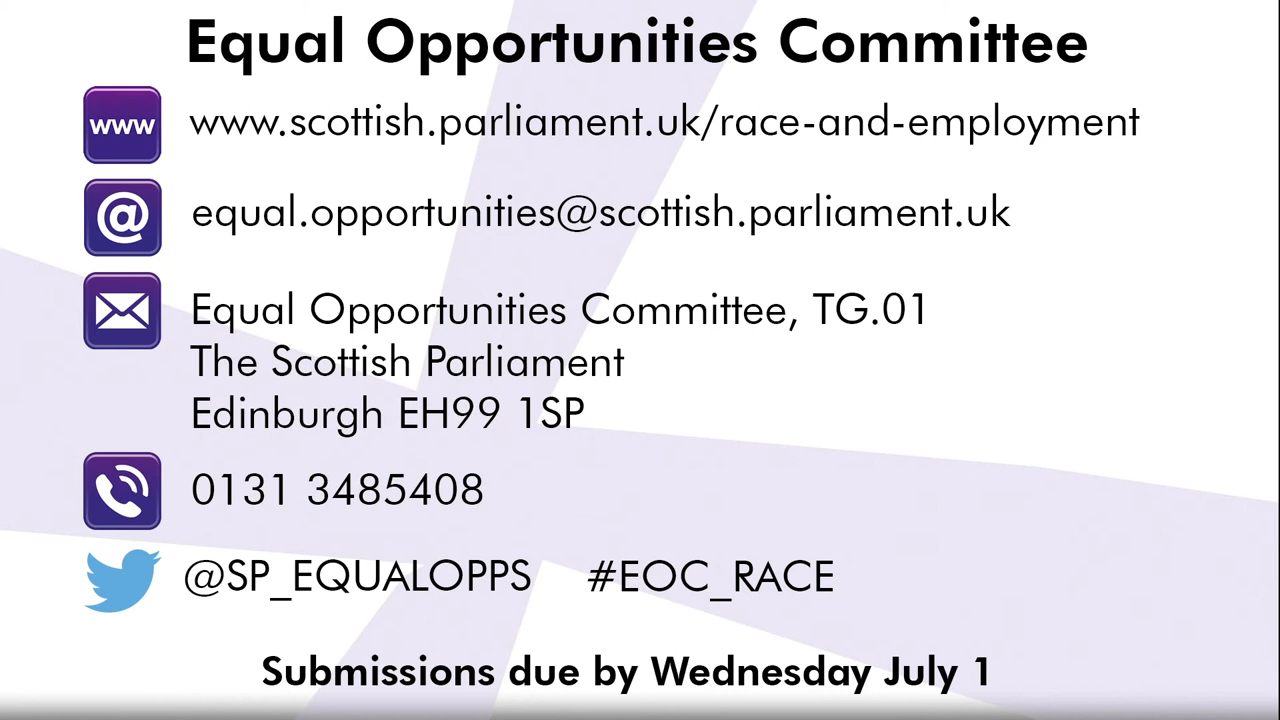 Equal Opportunities Committee
www www.scottish.parliament.uk/race-and-employment
@ equal.opportunities@scottish.parliament.uk
Equal Opportunities Committee, TG.01
The Scottish Parliament
Edinburgh EH99 1SP
0131 3485408
@SP_EQUALOPPS #EOC_RACE
Submissions due by Wednesday July 1